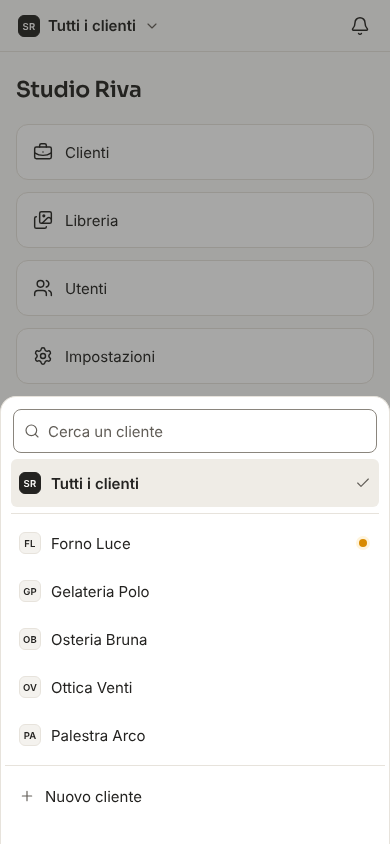 SR Tutti i clienti
Studio Riva
Clienti
Libreria
Utenti
Impostazioni
Cerca un cliente
SR Tutti i clienti
FL Forno Luce
GP Gelateria Polo
OB Osteria Bruna
OV Ottica Venti
PA Palestra Arco
Nuovo cliente